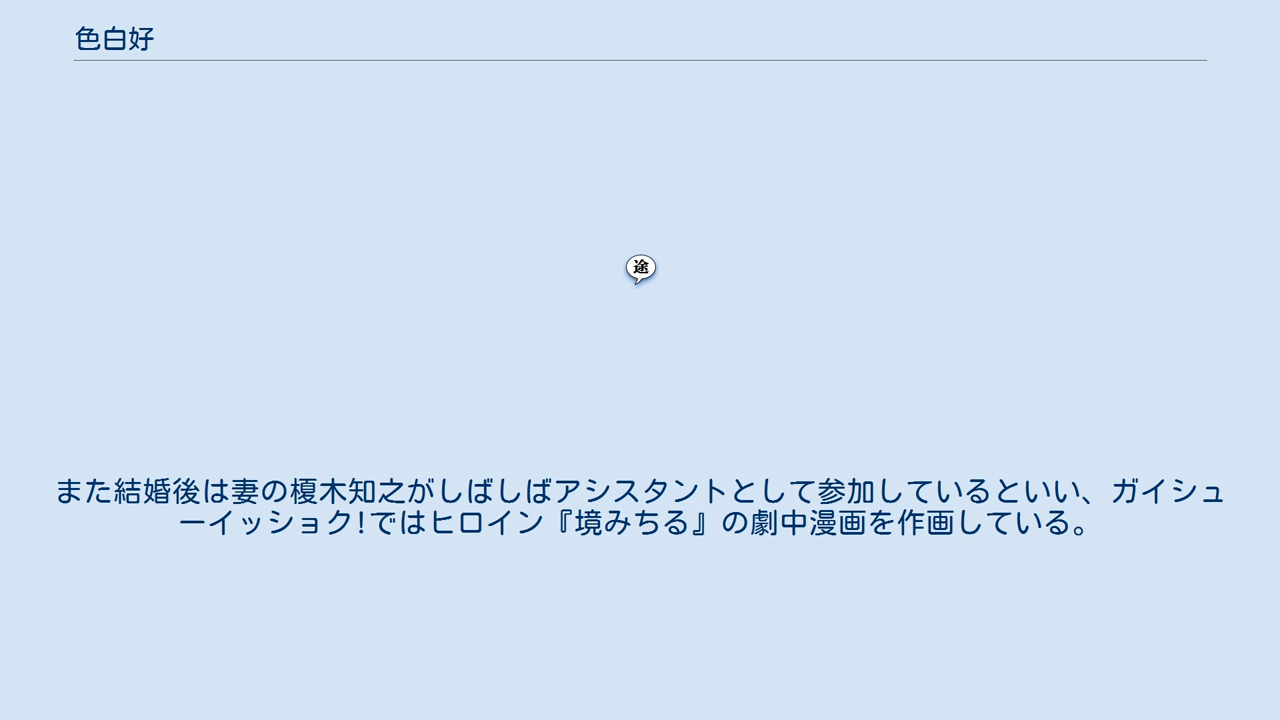 色白好
途
また結婚後は妻の榎木知之がしばしばアシスタントとして参加しているといい、ガイシュ
ーイッショク!ではヒロイン『境みちる』の劇中漫画を作画している。